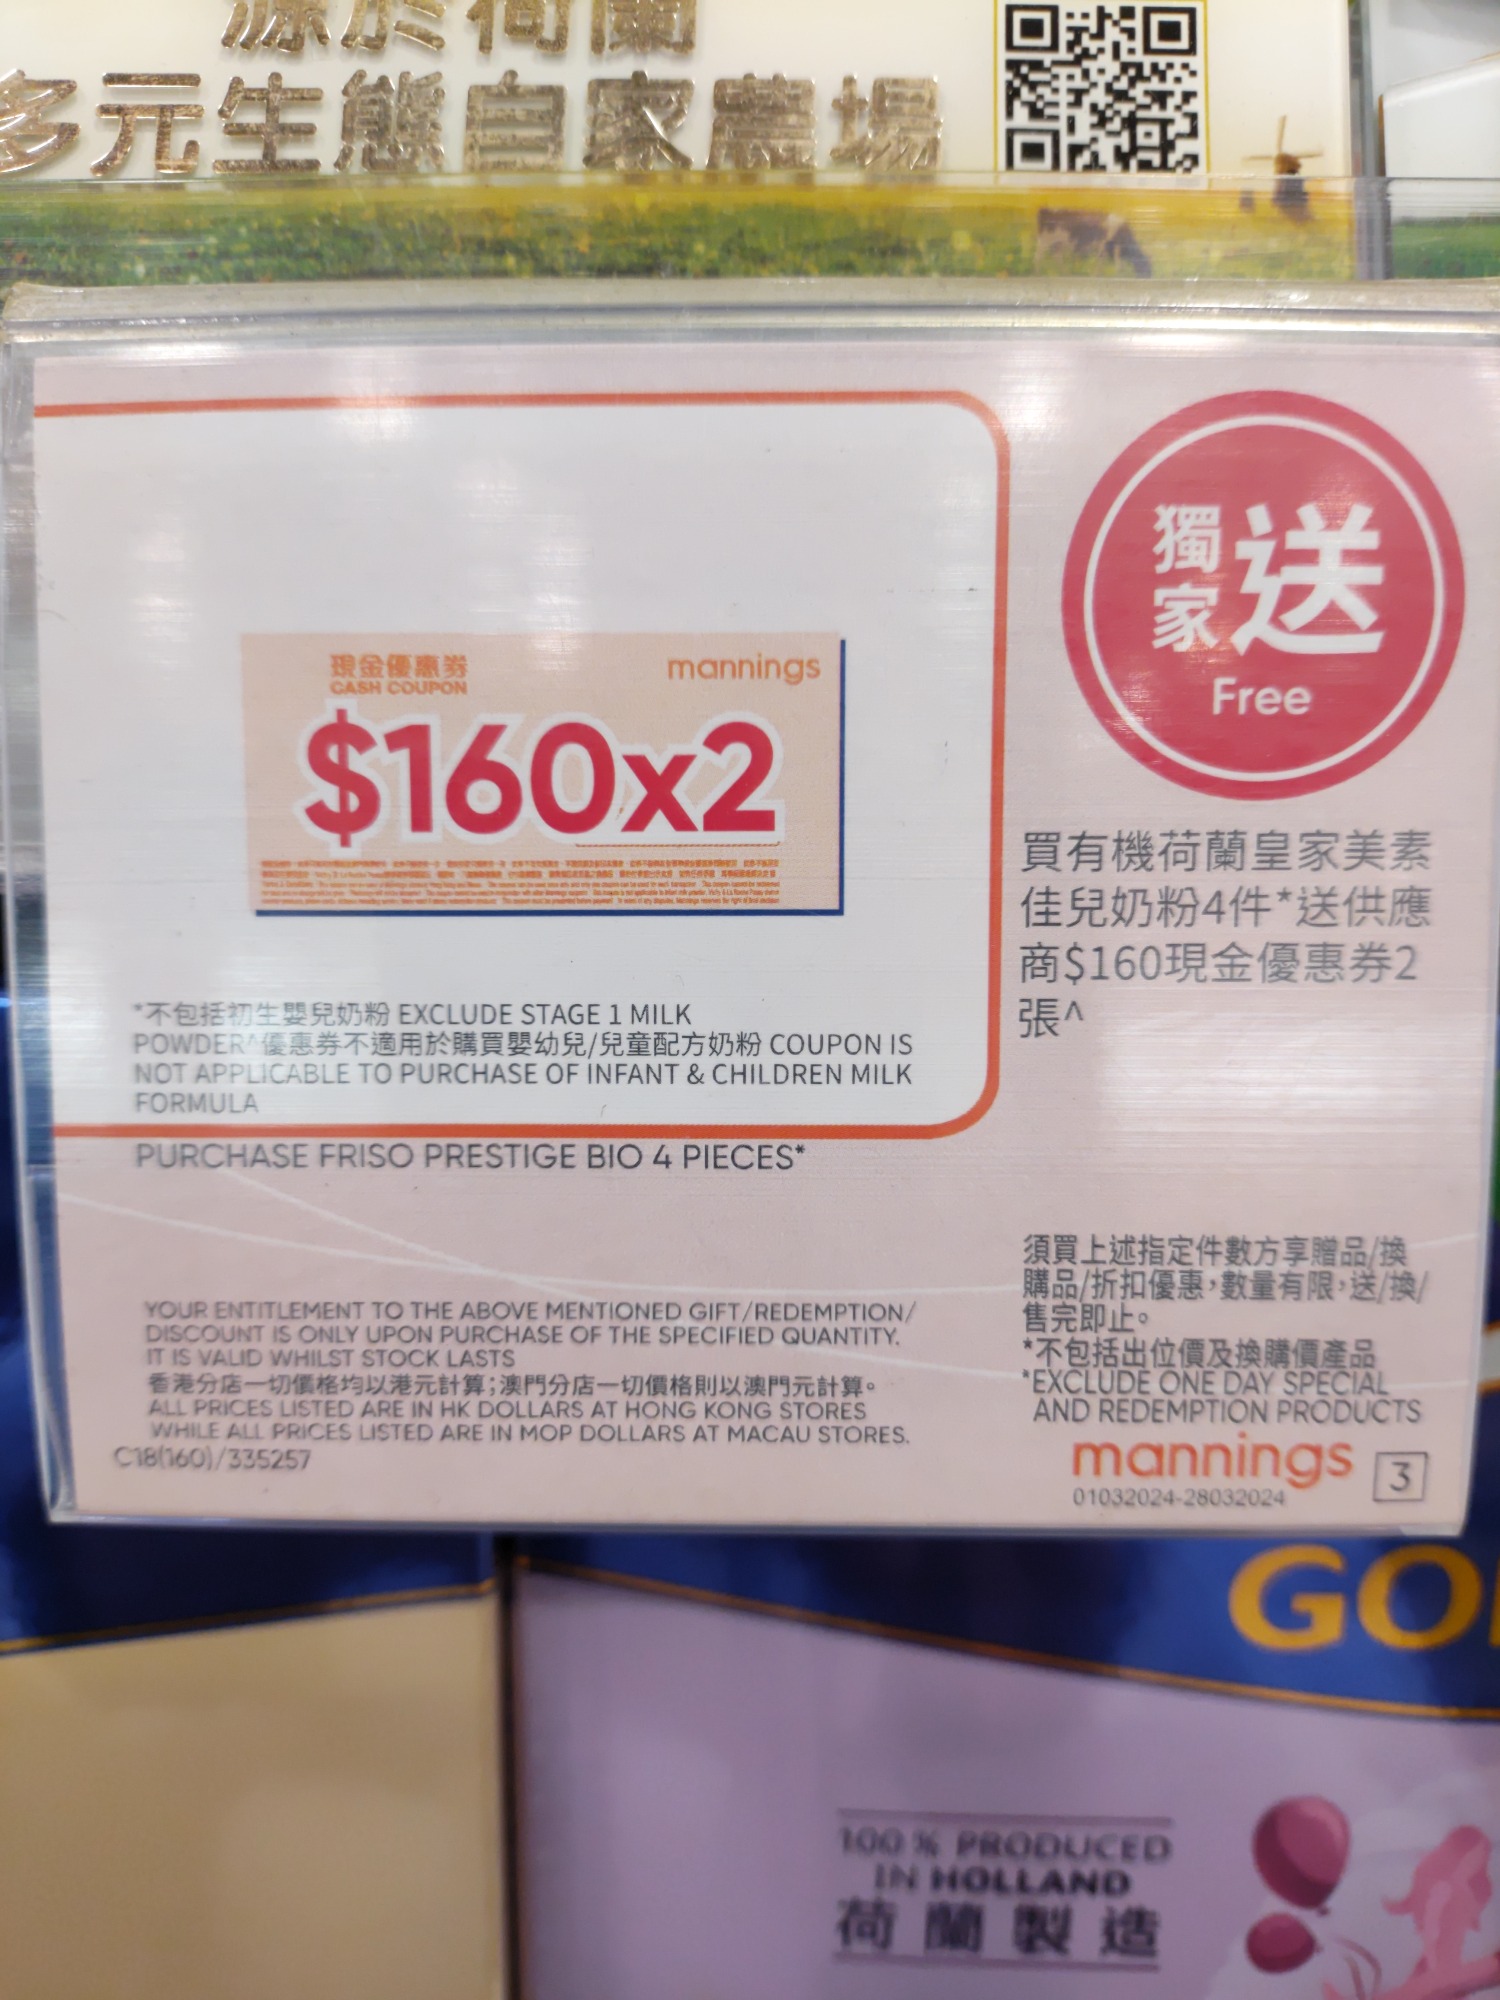 源於荷蘭
多元生態自家農場
現金優惠券
CASH COUPON
mannings
$160x2
獨家送
Free
買有機荷蘭皇家美素
佳兒奶粉4件*送供應
商$160現金優惠券2
張^
*不包括初生嬰兒奶粉 EXCLUDE STAGE 1 MILK
POWDER^優惠券不適用於購買嬰幼兒/兒童配方奶粉 COUPON IS
NOT APPLICABLE TO PURCHASE OF INFANT & CHILDREN MILK
FORMULA
PURCHASE FRISO PRESTIGE BIO 4 PIECES*
YOUR ENTITLEMENT TO THE ABOVE MENTIONED GIFT/REDEMPTION/
DISCOUNT IS ONLY UPON PURCHASE OF THE SPECIFIED QUANTITY.
IT IS VALID WHILST STOCK LASTS
香港分店一切價格均以港元計算;澳門分店一切價格則以澳門元計算。
ALL PRICES LISTED ARE IN HK DOLLARS AT HONG KONG STORES
WHILE ALL PRICES LISTED ARE IN MOP DOLLARS AT MACAU STORES.
C18(160)/335257
須買上述指定件數方享贈品/換
購品/折扣優惠,數量有限,送/換/
售完即止。
*不包括出位價及換購價產品
*EXCLUDE ONE DAY SPECIAL
AND REDEMPTION PRODUCTS
mannings
3
01032024-28032024
GO
100 % PRODUCED
IN HOLLAND
荷蘭製造